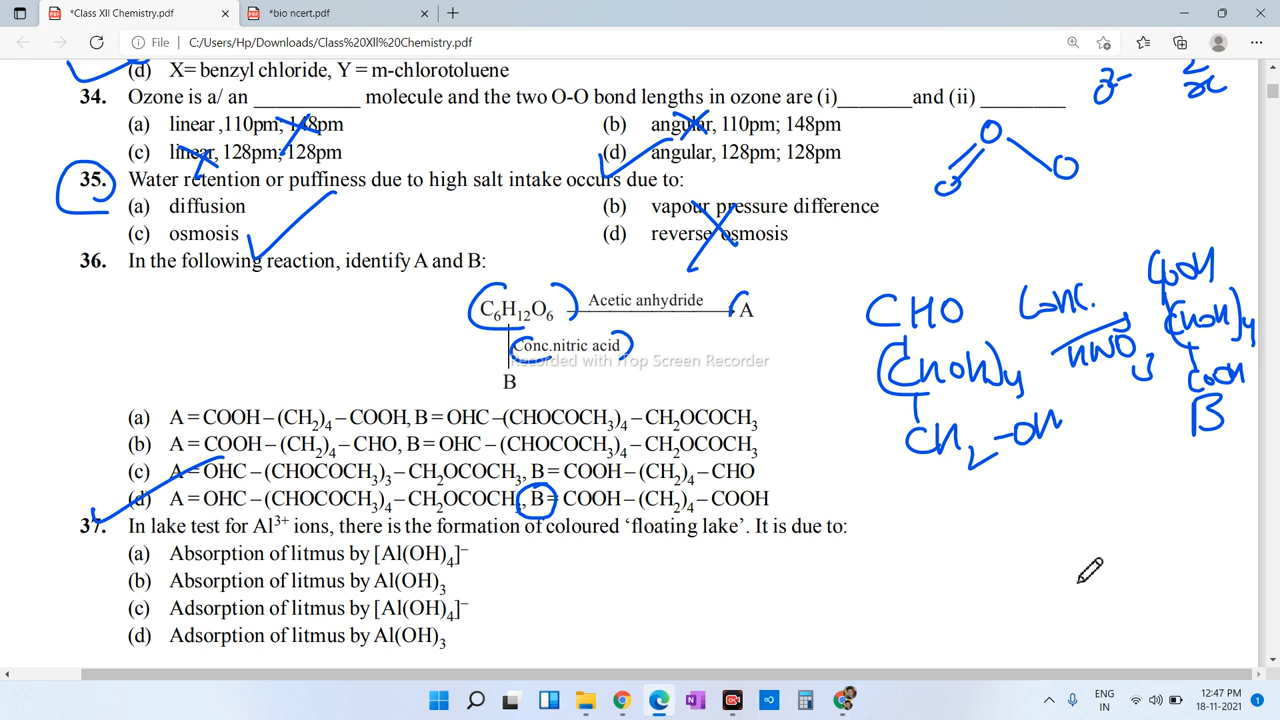 *Class XII Chemistry.pdf
*bio ncert.pdf
File
C:/Users/Hp/Downloads/Class%20XII%20Chemistry.pdf
(d) X= benzyl chloride, Y = m-chlorotoluene
34. Ozone is a/ an __________ molecule and the two O-O bond lengths in ozone are (i)_______and (ii) ________
(a) linear ,110pm; 148pm
(b) angular, 110pm; 148pm
(c) linear, 128pm; 128pm
(d) angular, 128pm; 128pm
35. Water retention or puffiness due to high salt intake occurs due to:
(a) diffusion
(b) vapour pressure difference
(c) osmosis
(d) reverse osmosis
36. In the following reaction, identify A and B:
C₆H₁₂O₆ Acetic anhydride A
Conc.nitric acid
Recorded with iTop Screen Recorder
B
(a) A = COOH – (CH₂)₄ – COOH, B = OHC – (CHOCOCH₃)₄ – CH₂OCOCH₃
(b) A = COOH – (CH₂)₄ – CHO, B = OHC – (CHOCOCH₃)₄ – CH₂OCOCH₃
(c) A = OHC – (CHOCOCH₃)₃ – CH₂OCOCH₃, B = COOH – (CH₂)₄ – CHO
(d) A = OHC – (CHOCOCH₃)₄ – CH₂OCOCH₃, B = COOH – (CH₂)₄ – COOH
37. In lake test for Al³⁺ ions, there is the formation of coloured ‘floating lake’. It is due to:
(a) Absorption of litmus by [Al(OH)₄]⁻
(b) Absorption of litmus by Al(OH)₃
(c) Adsorption of litmus by [Al(OH)₄]⁻
(d) Adsorption of litmus by Al(OH)₃
O
O O
CHO
(CHOH)₄
CH₂-OH
Conc.
HNO₃
COOH
(CHOH)₄
COOH
B
ENG
IN
12:47 PM
18-11-2021
1